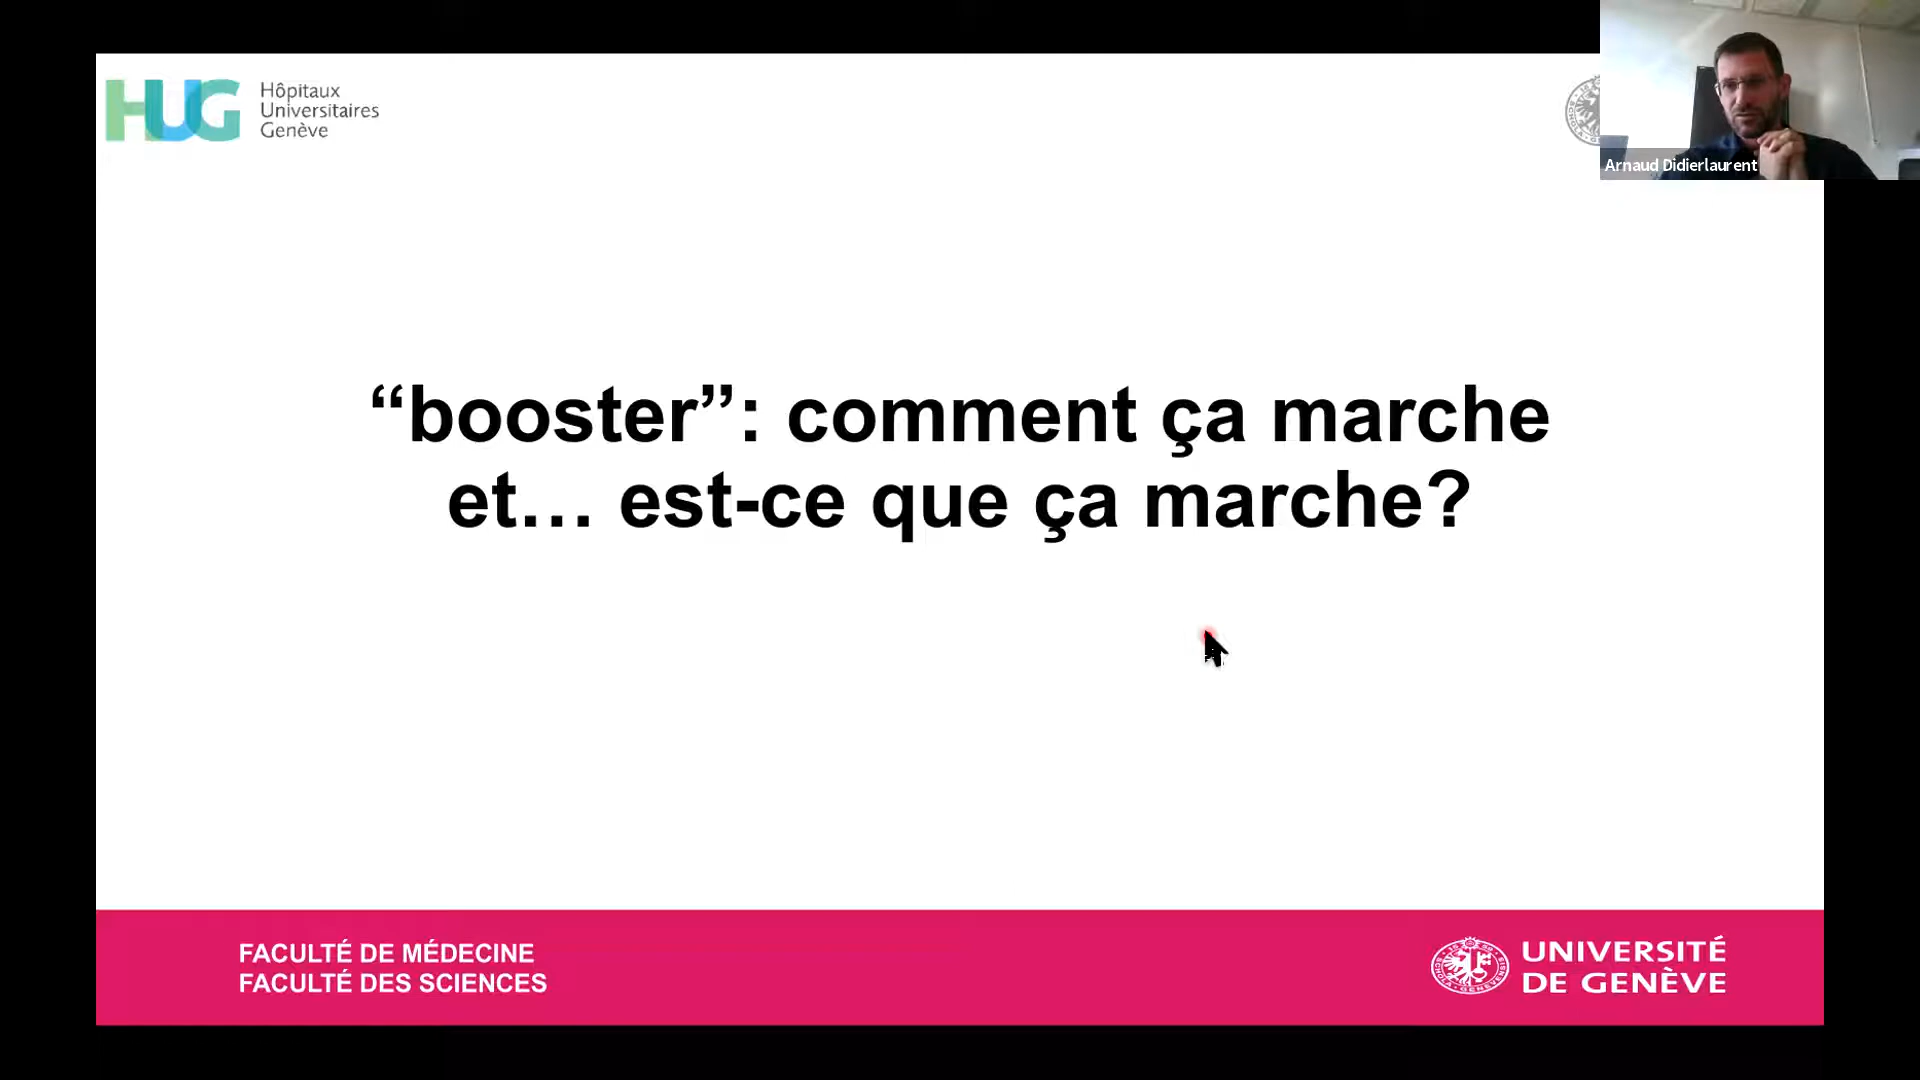 HUG
Hôpitaux
Universitaires
Genève
Arnaud Didierlaurent
“booster”: comment ça marche
et… est-ce que ça marche?
FACULTÉ DE MÉDECINE
FACULTÉ DES SCIENCES
UNIVERSITÉ
DE GENÈVE